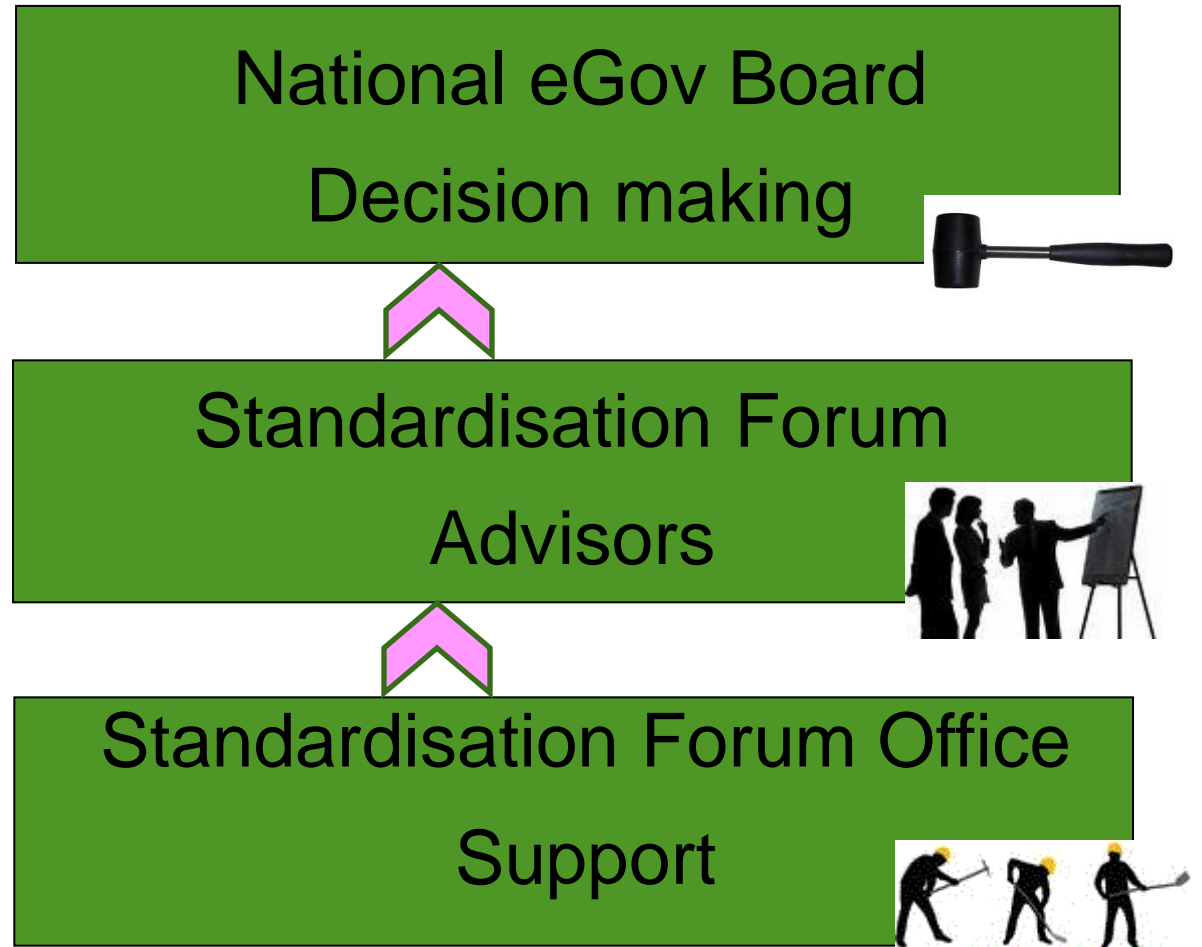 National eGov Board
Decision making
Standardisation Forum
Advisors
Standardisation Forum Office
Support